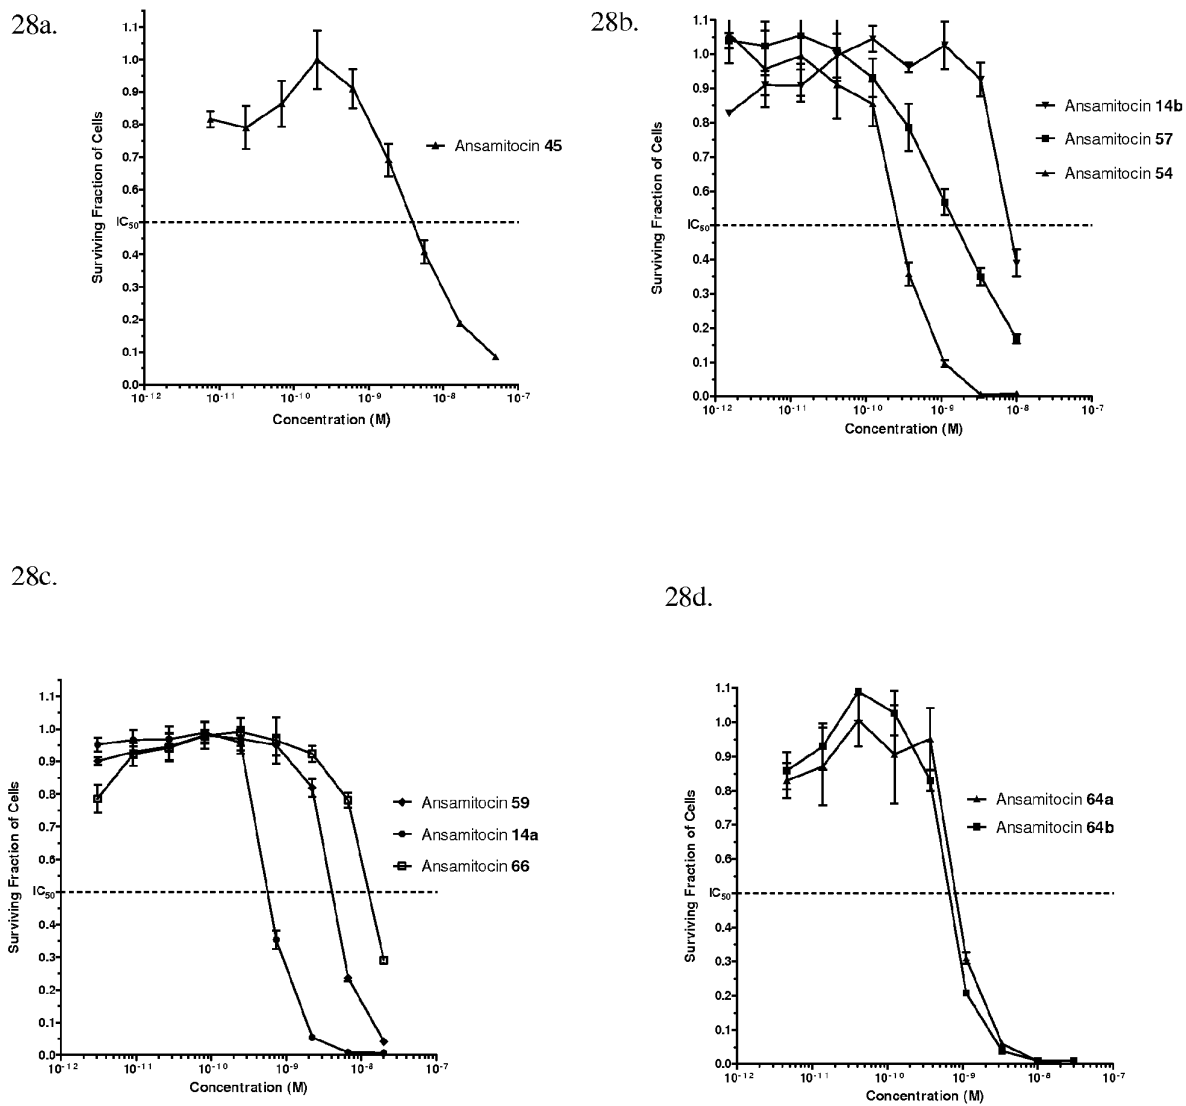 28a.
1.1
1.0
0.9
0.8
0.7
0.6
IC50
0.4
0.3
0.2
0.1
0.0
10-12 10-11 10-10 10-9 10-8 10-7
Concentration (M)
Surviving Fraction of Cells
Ansamitocin 45
28b.
1.1
1.0
0.9
0.8
0.7
0.6
IC50
0.4
0.3
0.2
0.1
0.0
10-12 10-11 10-10 10-9 10-8 10-7
Concentration (M)
Surviving Fraction of Cells
Ansamitocin 14b
Ansamitocin 57
Ansamitocin 54
28c.
1.1
1.0
0.9
0.8
0.7
0.6
IC50
0.4
0.3
0.2
0.1
0.0
10-12 10-11 10-10 10-9 10-8 10-7
Concentration (M)
Surviving Fraction of Cells
Ansamitocin 59
Ansamitocin 14a
Ansamitocin 66
28d.
1.1
1.0
0.9
0.8
0.7
0.6
IC50
0.4
0.3
0.2
0.1
0.0
10-12 10-11 10-10 10-9 10-8 10-7
Concentration (M)
Surviving Fraction of Cells
Ansamitocin 64a
Ansamitocin 64b